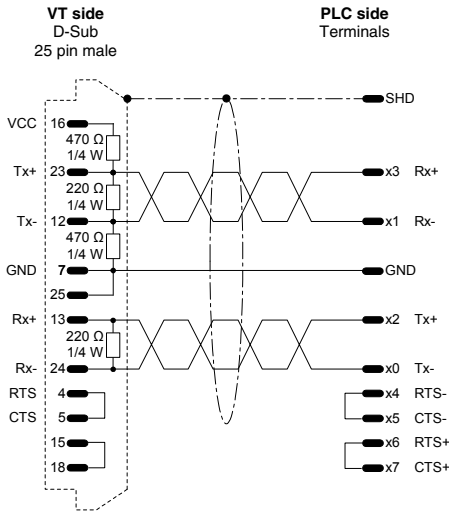 VT side
D-Sub
25 pin male
PLC side
Terminals
SHD
VCC 16
470 Ω
1/4 W
Tx+ 23
x3 Rx+
220 Ω
1/4 W
Tx- 12
x1 Rx-
470 Ω
1/4 W
GND 7
GND
25
Rx+ 13
x2 Tx+
220 Ω
1/4 W
Rx- 24
x0 Tx-
RTS 4
x4 RTS-
CTS 5
x5 CTS-
15
x6 RTS+
18
x7 CTS+